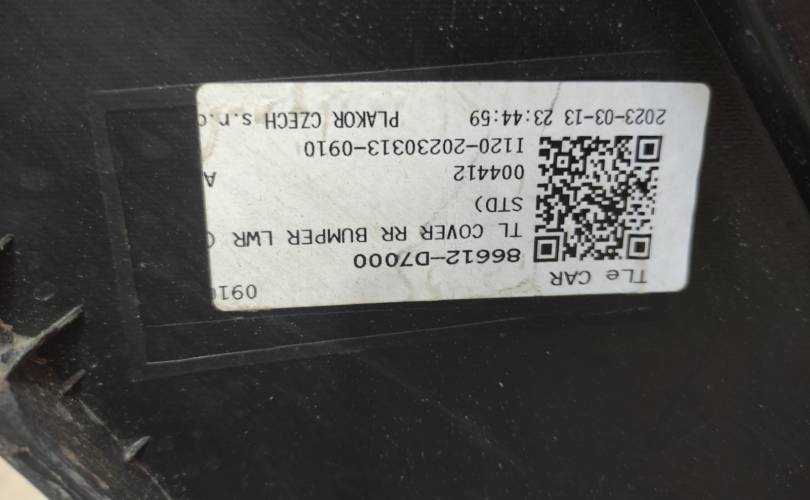 TLe CAR 091
86612-D7000
TL COVER RR BUMPER LWR (
STD)
004412 A
I120-20230313-0910
2023-03-13 23:44:59 PLAKOR CZECH s.r.o